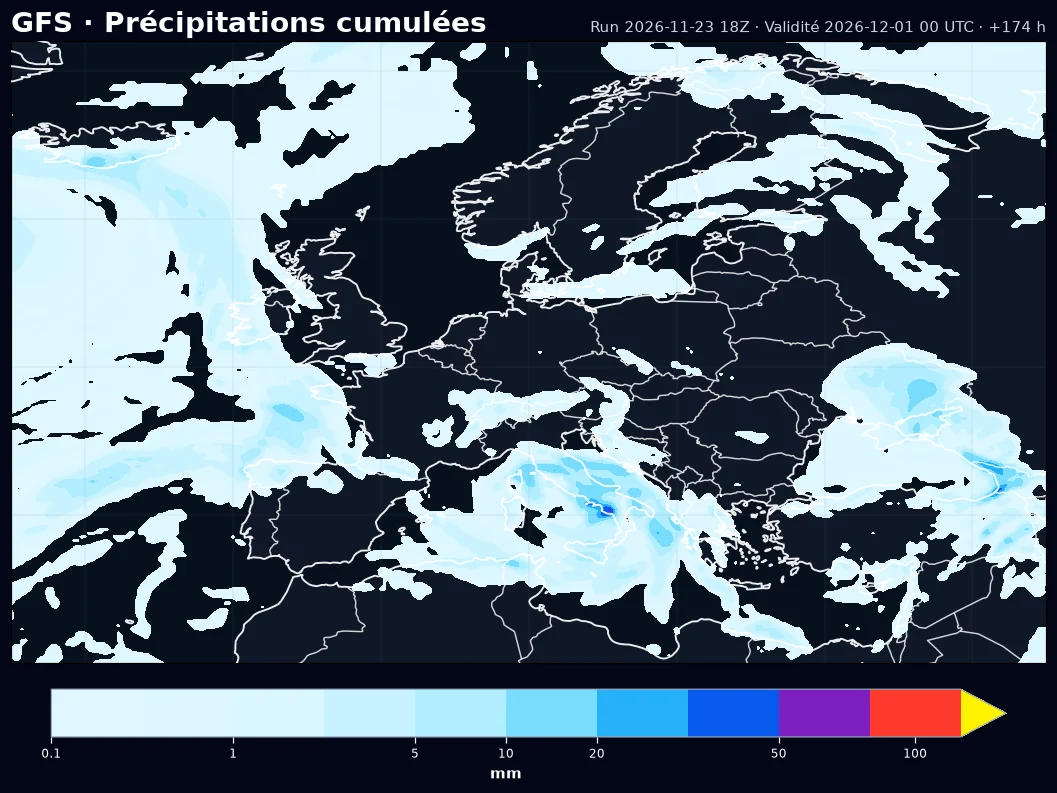 GFS · Précipitations cumulées
Run 2026-11-23 18Z · Validité 2026-12-01 00 UTC · +174 h
0.1 1 5 10 20 50 100
mm